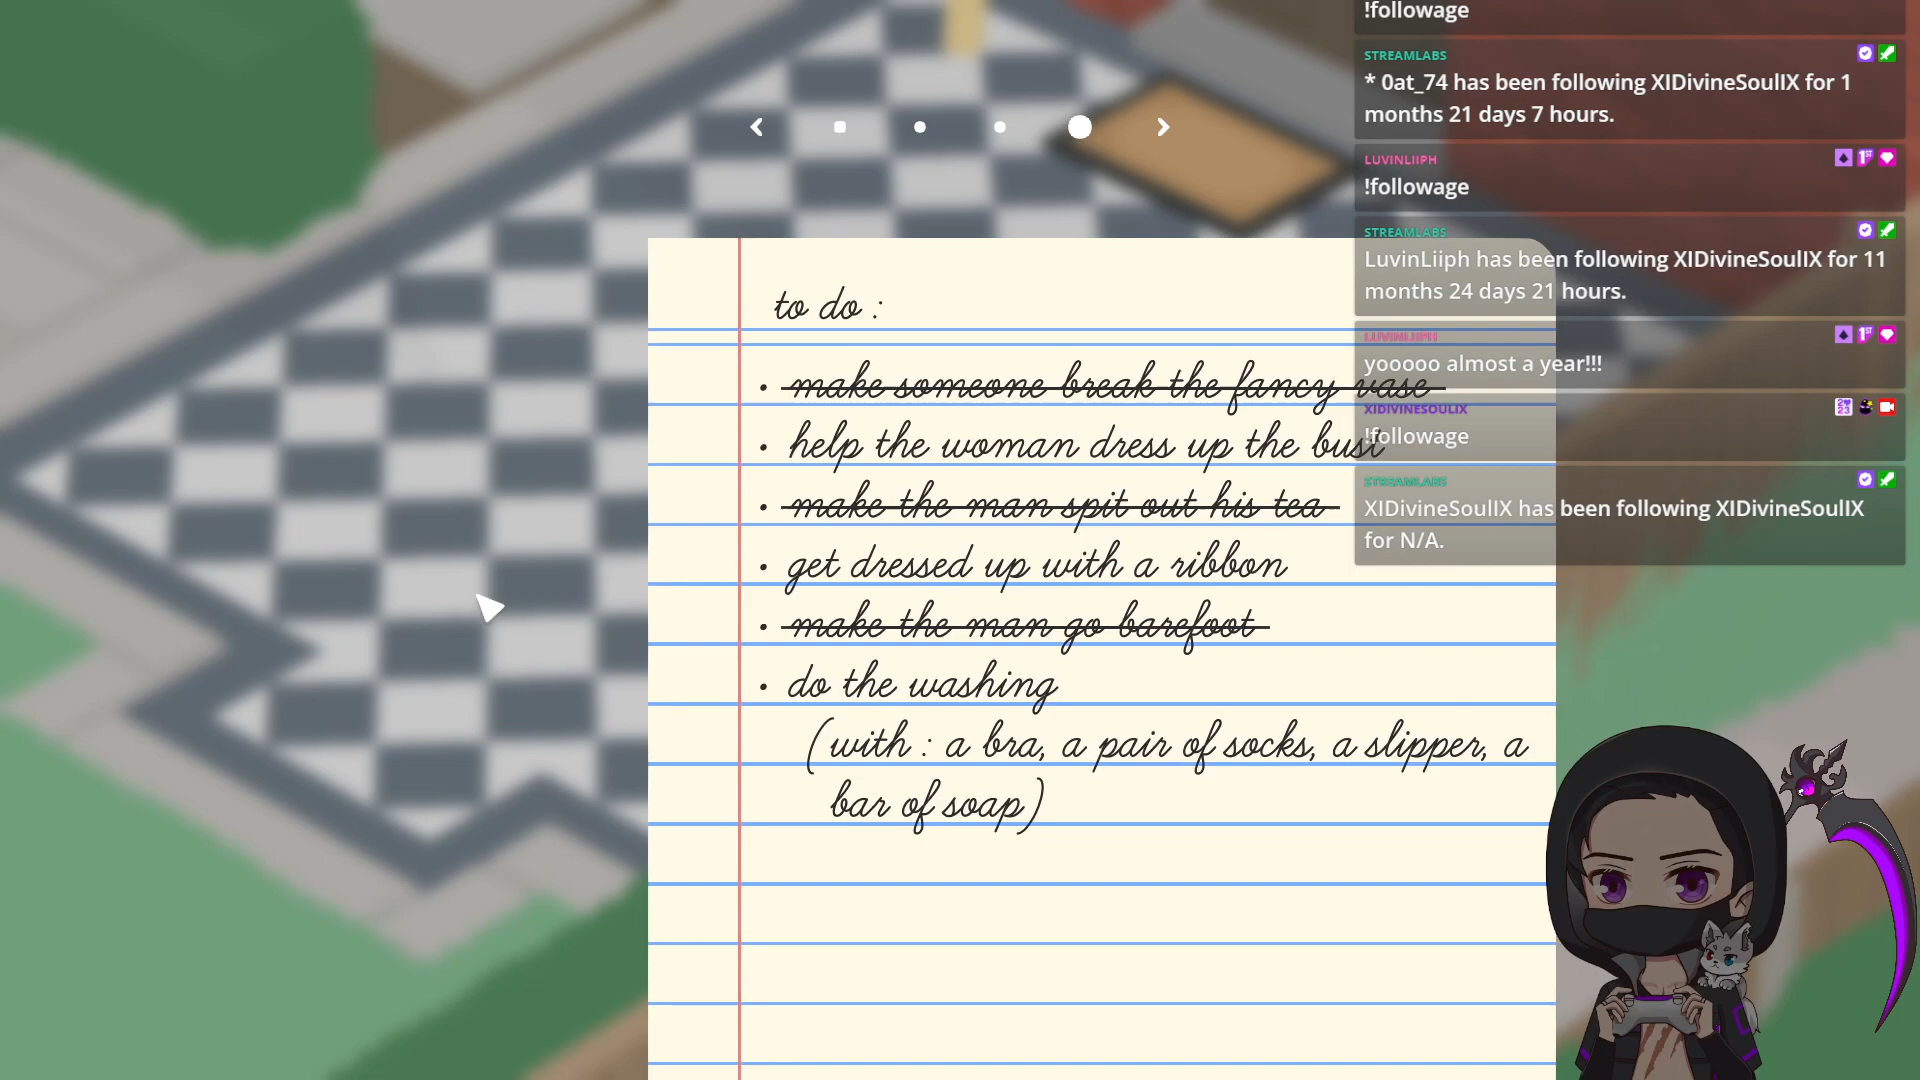 to do :
• make someone break the fancy vase
• help the woman dress up the bust
• make the man spit out his tea
• get dressed up with a ribbon
• make the man go barefoot
• do the washing
(with : a bra, a pair of socks, a slipper, a
bar of soap)
!followage
STREAMLABS
* 0at_74 has been following XIDivineSoulIX for 1
months 21 days 7 hours.
LUVINLIIPH
!followage
STREAMLABS
LuvinLiiph has been following XIDivineSoulIX for 11
months 24 days 21 hours.
LUVINLIIPH
yooooo almost a year!!!
XIDIVINESOULIX
!followage
STREAMLABS
XIDivineSoulIX has been following XIDivineSoulIX
for N/A.